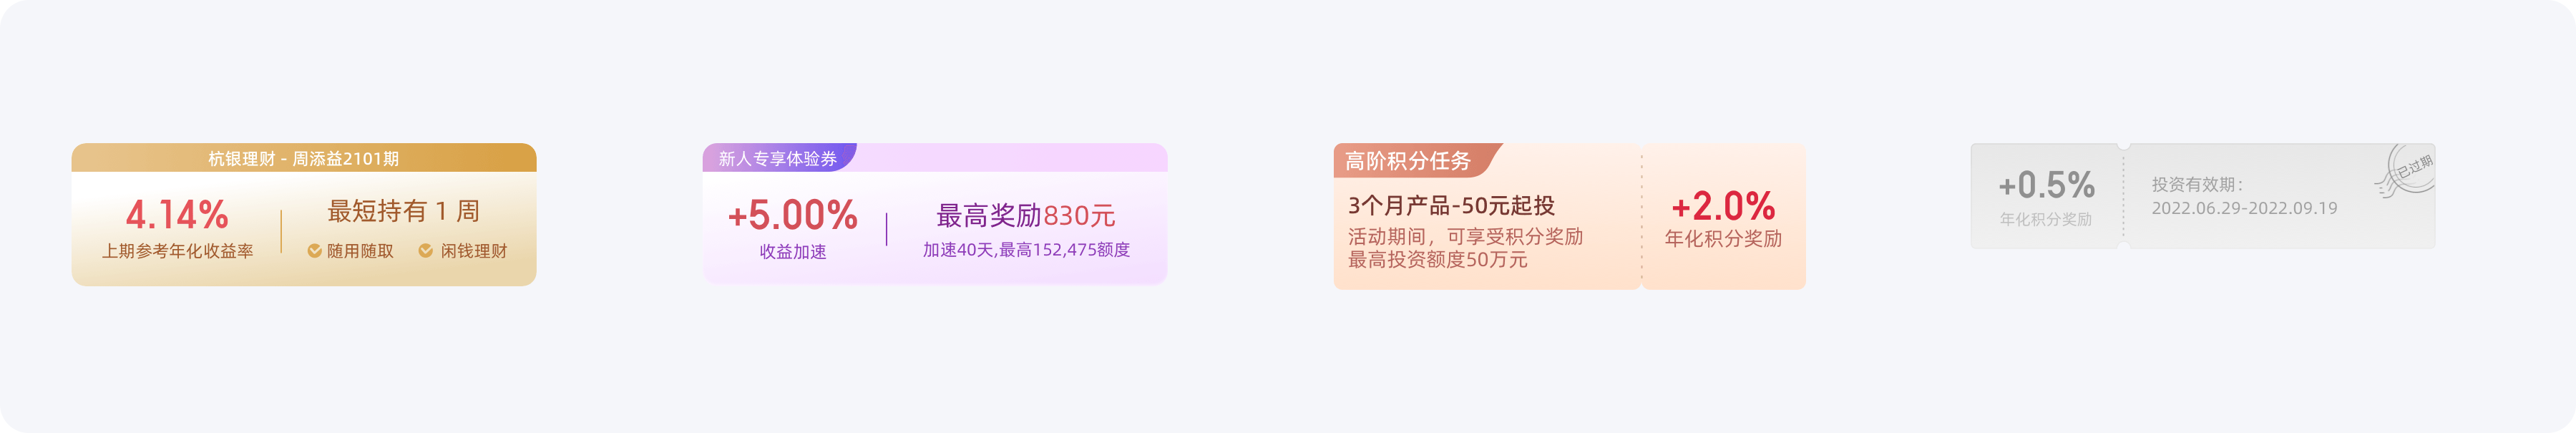 杭银理财 - 周添益2101期
4.14%
上期参考年化收益率
最短持有 1 周
随用随取 闲钱理财
新人专享体验券
+5.00%
收益加速
最高奖励830元
加速40天,最高152,475额度
高阶积分任务
3个月产品-50元起投
活动期间，可享受积分奖励
最高投资额度50万元
+2.0%
年化积分奖励
+0.5%
年化积分奖励
投资有效期：
2022.06.29-2022.09.19
已过期